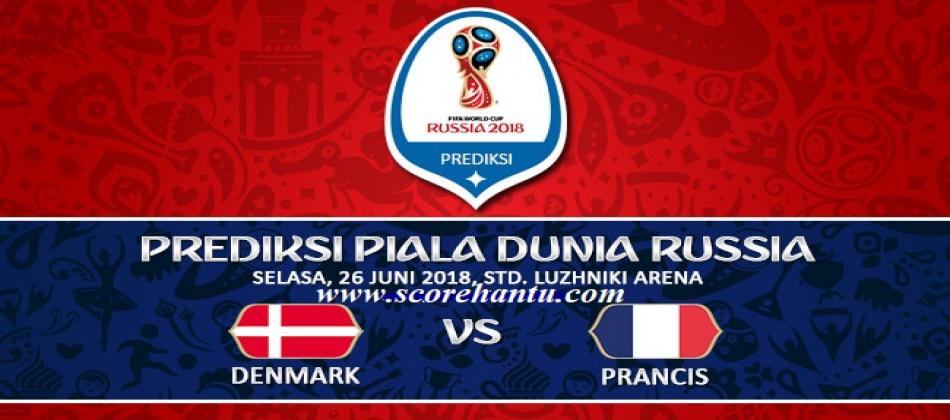 FIFA WORLD CUP
RUSSIA 2018
PREDIKSI
PREDIKSI PIALA DUNIA RUSSIA
SELASA, 26 JUNI 2018, STD. LUZHNIKI ARENA
www.scorehantu.com
VS
DENMARK
PRANCIS